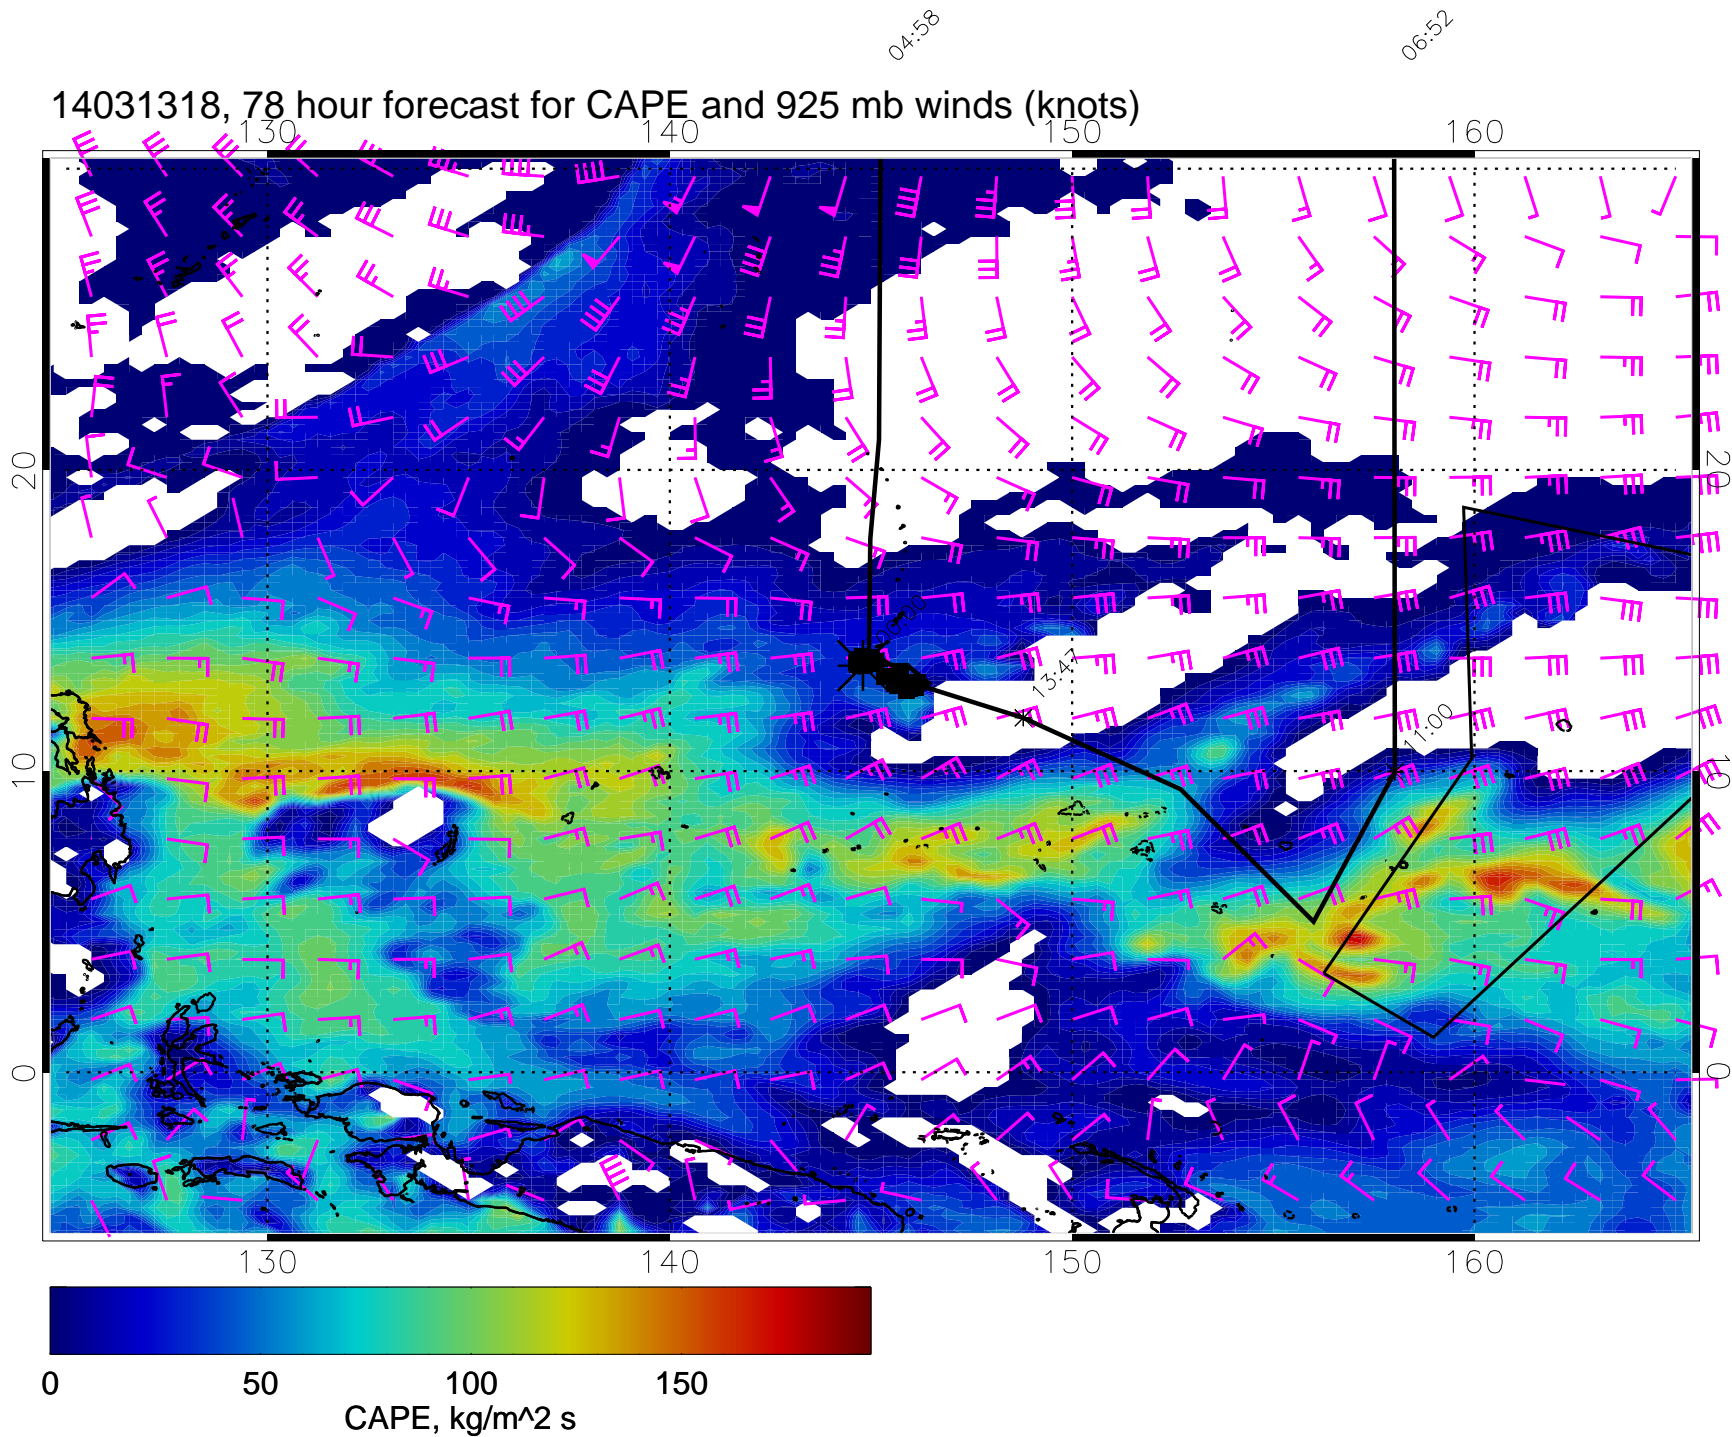 04:58 06:52
14031318, 78 hour forecast for CAPE and 925 mb winds (knots)
130 140 150 160
20 20
13:47
11:00
10 10
0 0
130 140 150 160
0 50 100 150
CAPE, kg/m^2 s